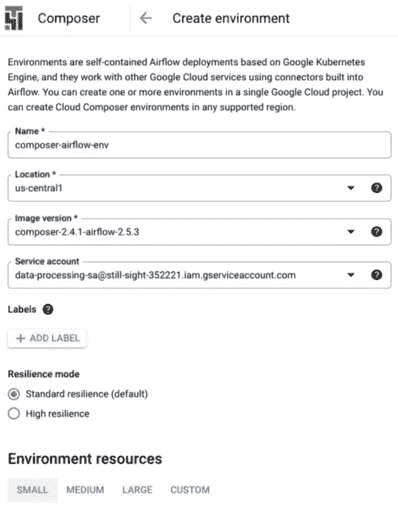 Composer
Create environment
Environments are self-contained Airflow deployments based on Google Kubernetes
Engine, and they work with other Google Cloud services using connectors built into
Airflow. You can create one or more environments in a single Google Cloud project. You
can create Cloud Composer environments in any supported region.
Name *
composer-airflow-env
Location *
us-central1
?
Image version *
composer-2.4.1-airflow-2.5.3
?
Service account
data-processing-sa@still-sight-352221.iam.gserviceaccount.com
?
Labels ?
+ ADD LABEL
Resilience mode
Standard resilience (default)
High resilience
Environment resources
SMALL MEDIUM LARGE CUSTOM